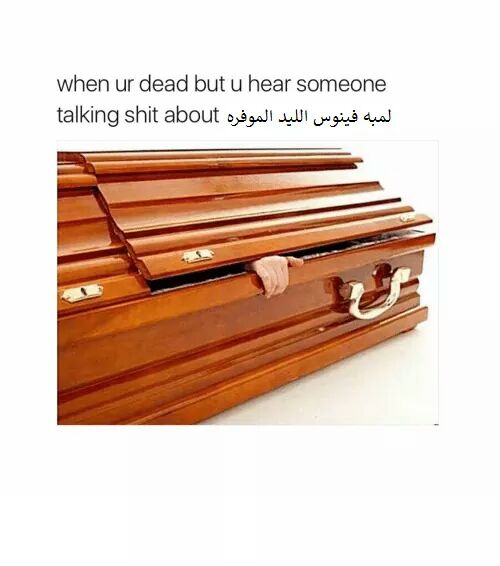 when ur dead but u hear someone
talking shit about لمبه فينوس الليد الموفره